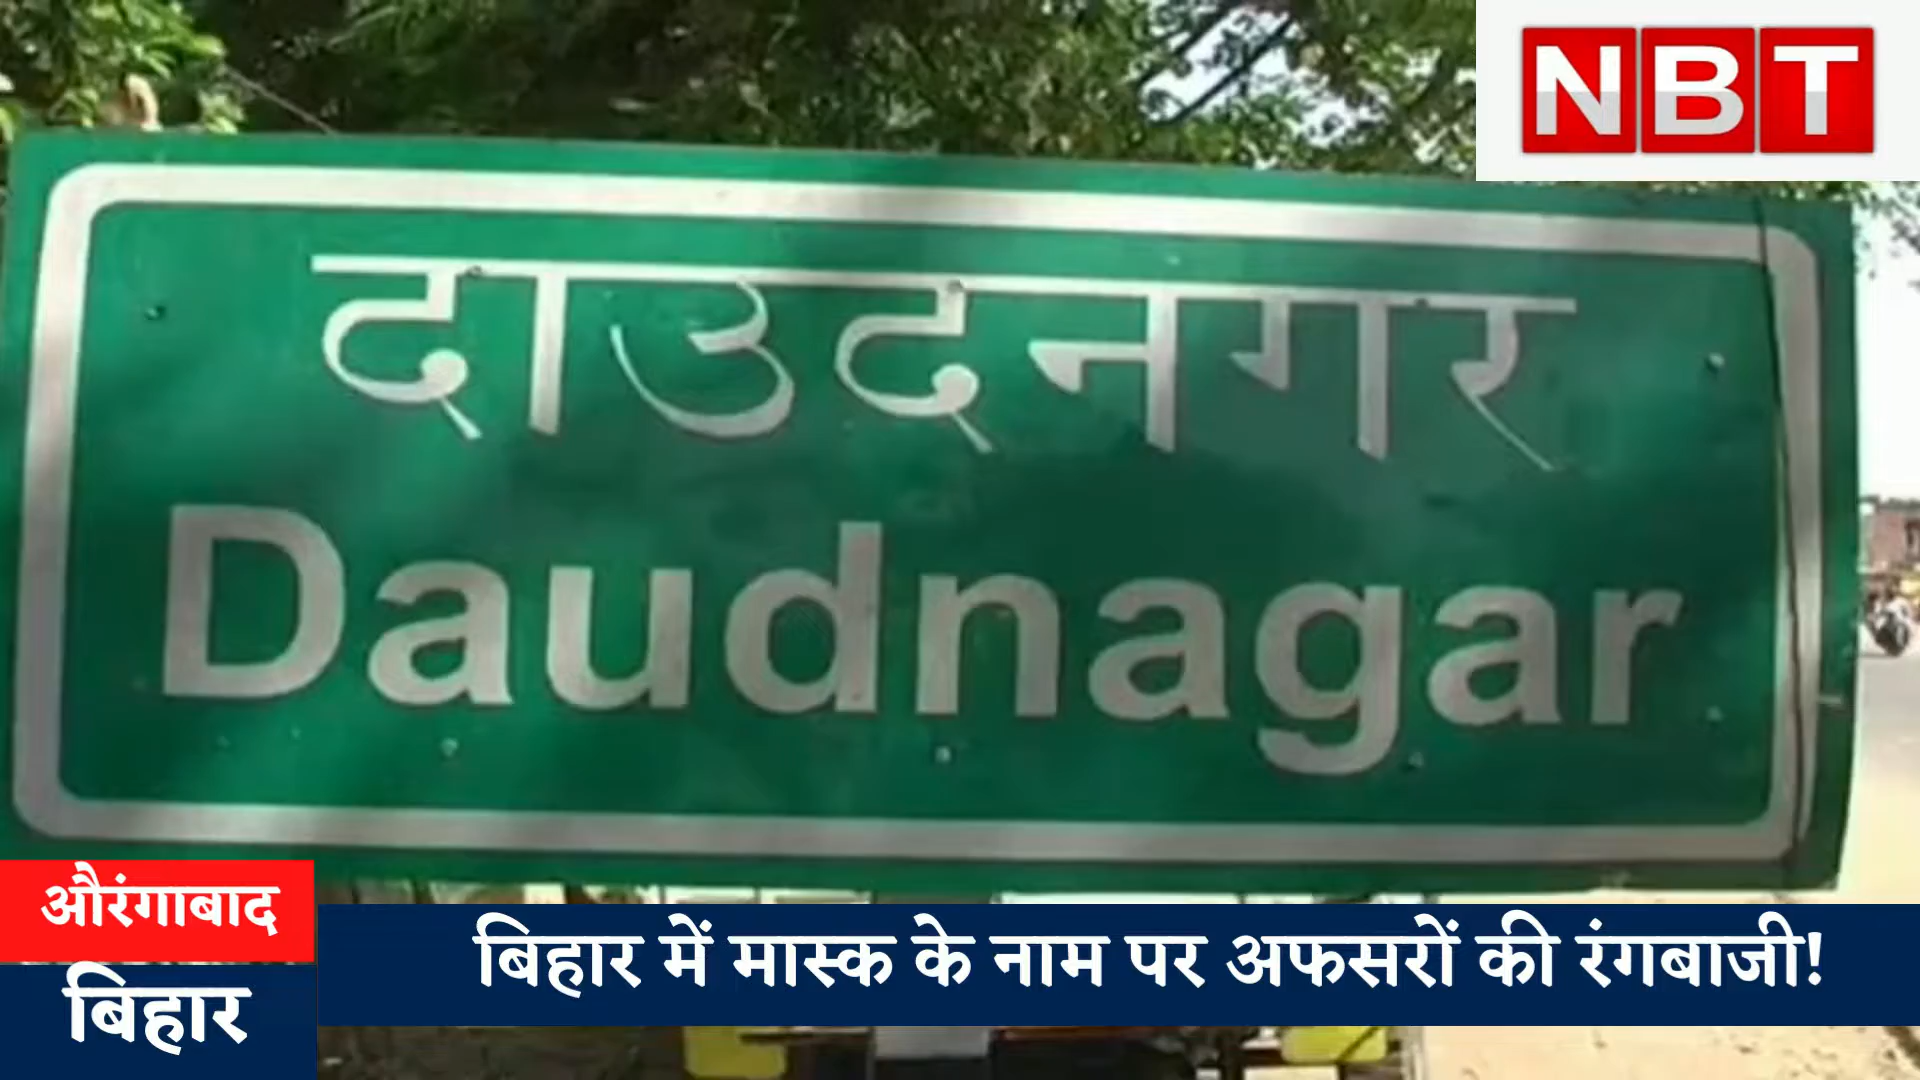 NBT
दाउदनगर
Daudnagar
औरंगाबाद
बिहार में मास्क के नाम पर अफसरों की रंगबाजी!
बिहार